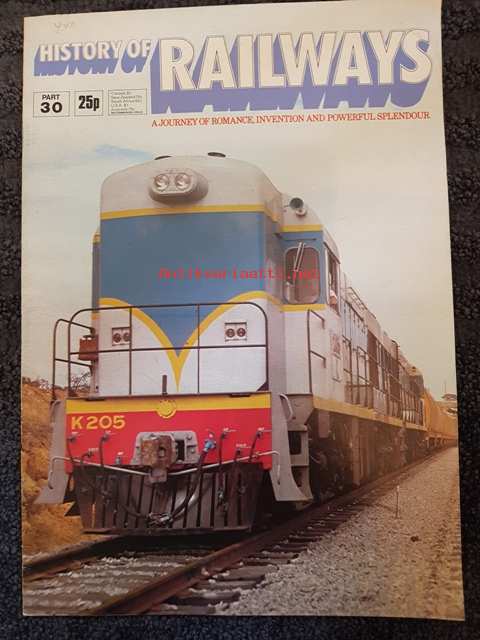 HISTORY OF
RAILWAYS
PART
30
25p
A JOURNEY OF ROMANCE, INVENTION AND POWERFUL SPLENDOUR
Antikvariaatti.net
K205